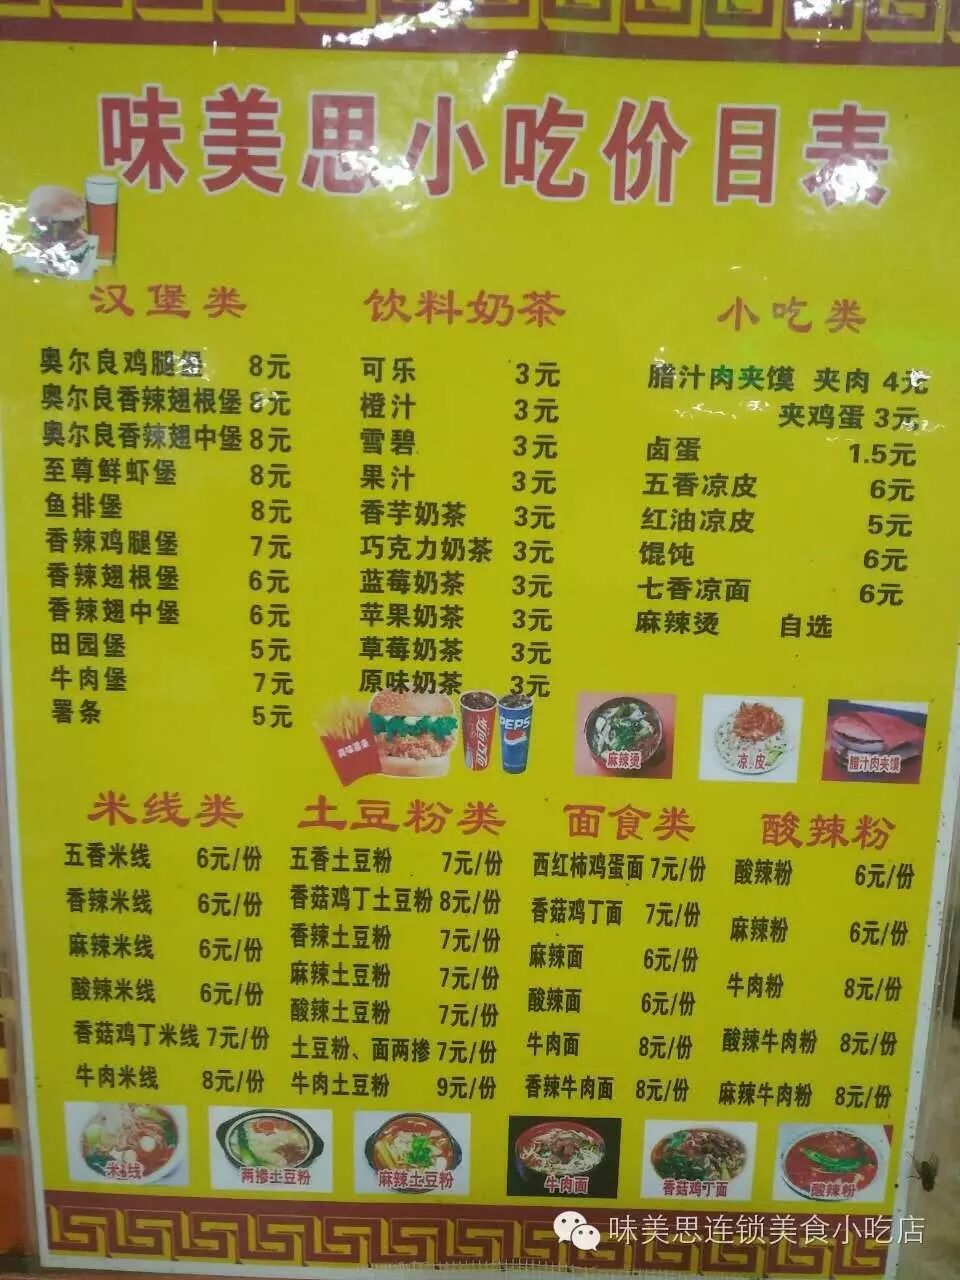 味美思小吃价目表
汉堡类
奥尔良鸡腿堡 8元
奥尔良香辣翅根堡 8元
奥尔良香辣翅中堡 8元
至尊鲜虾堡 8元
鱼排堡 8元
香辣鸡腿堡 7元
香辣翅根堡 6元
香辣翅中堡 6元
田园堡 5元
牛肉堡 7元
署条 5元
饮料奶茶
可乐 3元
橙汁 3元
雪碧 3元
果汁 3元
香芋奶茶 3元
巧克力奶茶 3元
蓝莓奶茶 3元
苹果奶茶 3元
草莓奶茶 3元
原味奶茶 3元
小吃类
腊汁肉夹馍 夹肉 4元
夹鸡蛋 3元
卤蛋 1.5元
五香凉皮 6元
红油凉皮 5元
馄饨 6元
七香凉面 6元
麻辣烫 自选
PEPSI
麻辣烫
凉皮
腊汁肉夹馍
米线类
五香米线 6元/份
香辣米线 6元/份
麻辣米线 6元/份
酸辣米线 6元/份
香菇鸡丁米线 7元/份
牛肉米线 8元/份
土豆粉类
五香土豆粉 7元/份
香菇鸡丁土豆粉 8元/份
香辣土豆粉 7元/份
麻辣土豆粉 7元/份
酸辣土豆粉 7元/份
土豆粉、面两掺 7元/份
牛肉土豆粉 9元/份
面食类
西红柿鸡蛋面 7元/份
香菇鸡丁面 7元/份
麻辣面 6元/份
酸辣面 6元/份
牛肉面 8元/份
香辣牛肉面 8元/份
酸辣粉
酸辣粉 6元/份
麻辣粉 6元/份
牛肉粉 8元/份
酸辣牛肉粉 8元/份
麻辣牛肉粉 8元/份
米线
两掺土豆粉
麻辣土豆粉
牛肉面
香菇鸡丁面
酸辣粉
味美思连锁美食小吃店